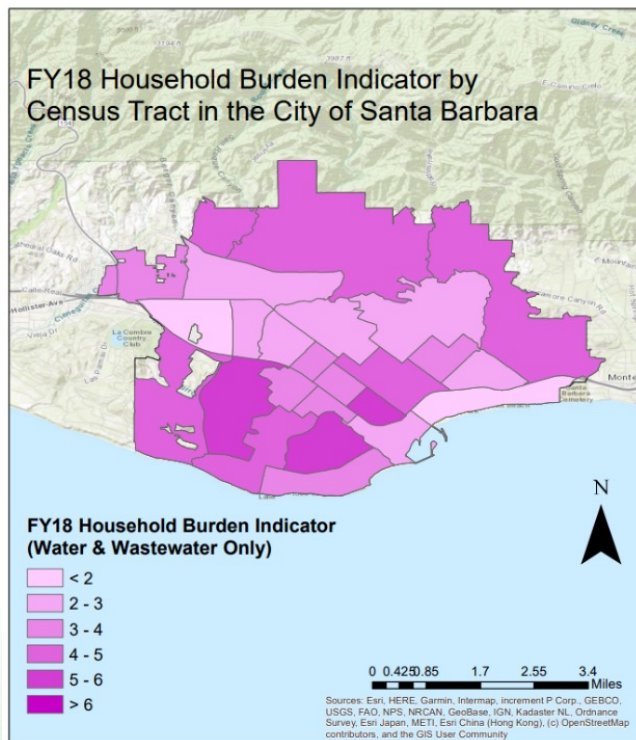 FY18 Household Burden Indicator by
Census Tract in the City of Santa Barbara
E Camino Cielo
Hollister Ave
La Cumbre
Country
Club
Santa
Barbara
Cemetery
N
FY18 Household Burden Indicator
(Water & Wastewater Only)
< 2
2 - 3
3 - 4
4 - 5
5 - 6
> 6
0 0.425 0.85 1.7 2.55 3.4
Miles
Sources: Esri, HERE, Garmin, Intermap, increment P Corp., GEBCO,
USGS, FAO, NPS, NRCAN, GeoBase, IGN, Kadaster NL, Ordnance
Survey, Esri Japan, METI, Esri China (Hong Kong), (c) OpenStreetMap
contributors, and the GIS User Community